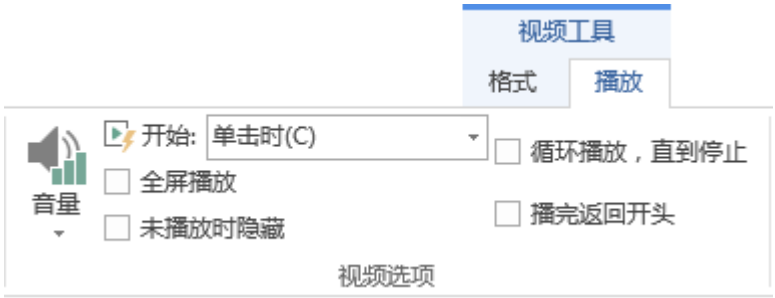 视频工具
格式 播放
音量
开始: 单击时(C)
全屏播放
未播放时隐藏
循环播放，直到停止
播完返回开头
视频选项